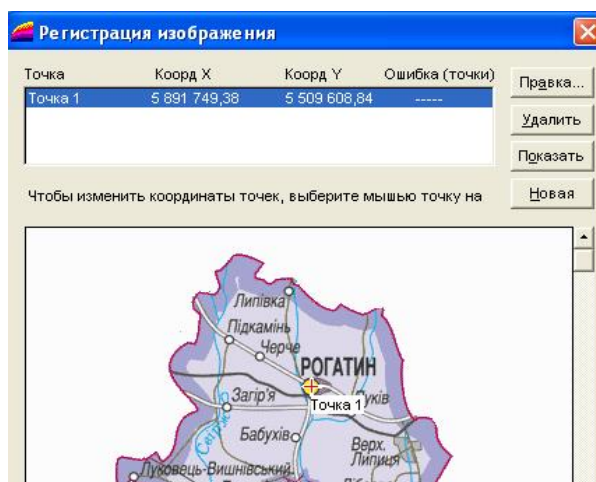 Регистрация изображения
Точка Коорд X Коорд Y Ошибка (точки)
Точка 1 5 891 749,38 5 509 608,84 -----
Правка...
Удалить
Показать
Новая
Чтобы изменить координаты точек, выберите мышью точку на
Липівка
Підкамінь
Черче
РОГАТИН
Загір'я
Точка 1
Бабухів
Верх.
Липиця
Луковець-Вишнівський